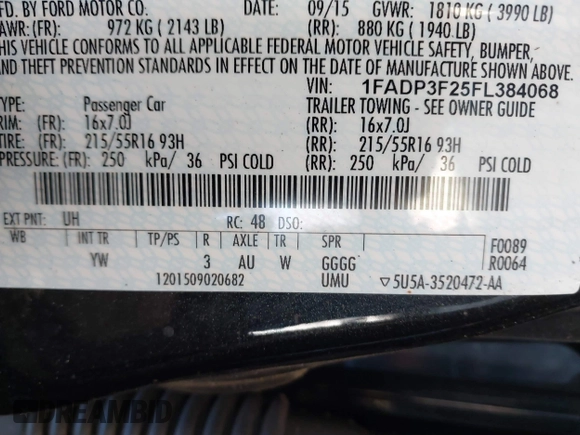 FD. BY FORD MOTOR CO. 09/15 GVWR: 1810 KG ( 3990 LB)
AWR:(FR): 972 KG ( 2143 LB) (RR): 880 KG ( 1940LB)
THIS VEHICLE CONFORMS TO ALL APPLICABLE FEDERAL MOTOR VEHICLE SAFETY, BUMPER,
AND THEFT PREVENTION STANDARDS IN EFFECT ON THE DATE OF MANUFACTURE SHOWN ABOVE.
VIN: 1FADP3F25FL384068
TYPE: Passenger Car TRAILER TOWING - SEE OWNER GUIDE
RIM: (FR): 16x7.0J (RR): 16x7.0J
TIRE: (FR): 215/55R16 93H (RR): 215/55R16 93H
PRESSURE: (FR): 250 kPa/ 36 PSI COLD (RR): 250 kPa/ 36 PSI COLD
EXT PNT: UH RC: 48 DSO:
WB INT TR TP/PS R AXLE TR SPR F0089
YW 3 AU W GGGG R0064
1201509020682 UMU ▽5U5A-3520472-AA
DREAMBID